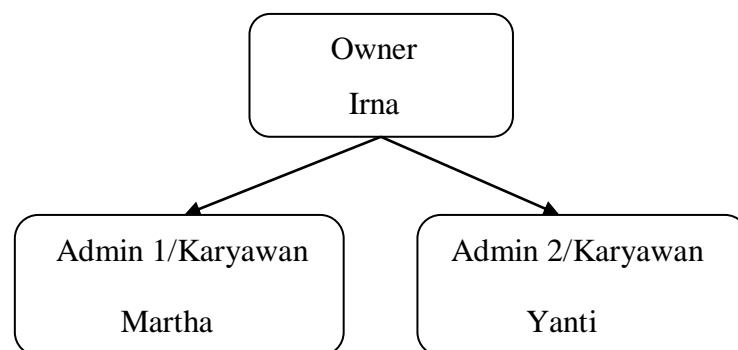 Owner
Irna
Admin 1/Karyawan
Martha
Admin 2/Karyawan
Yanti